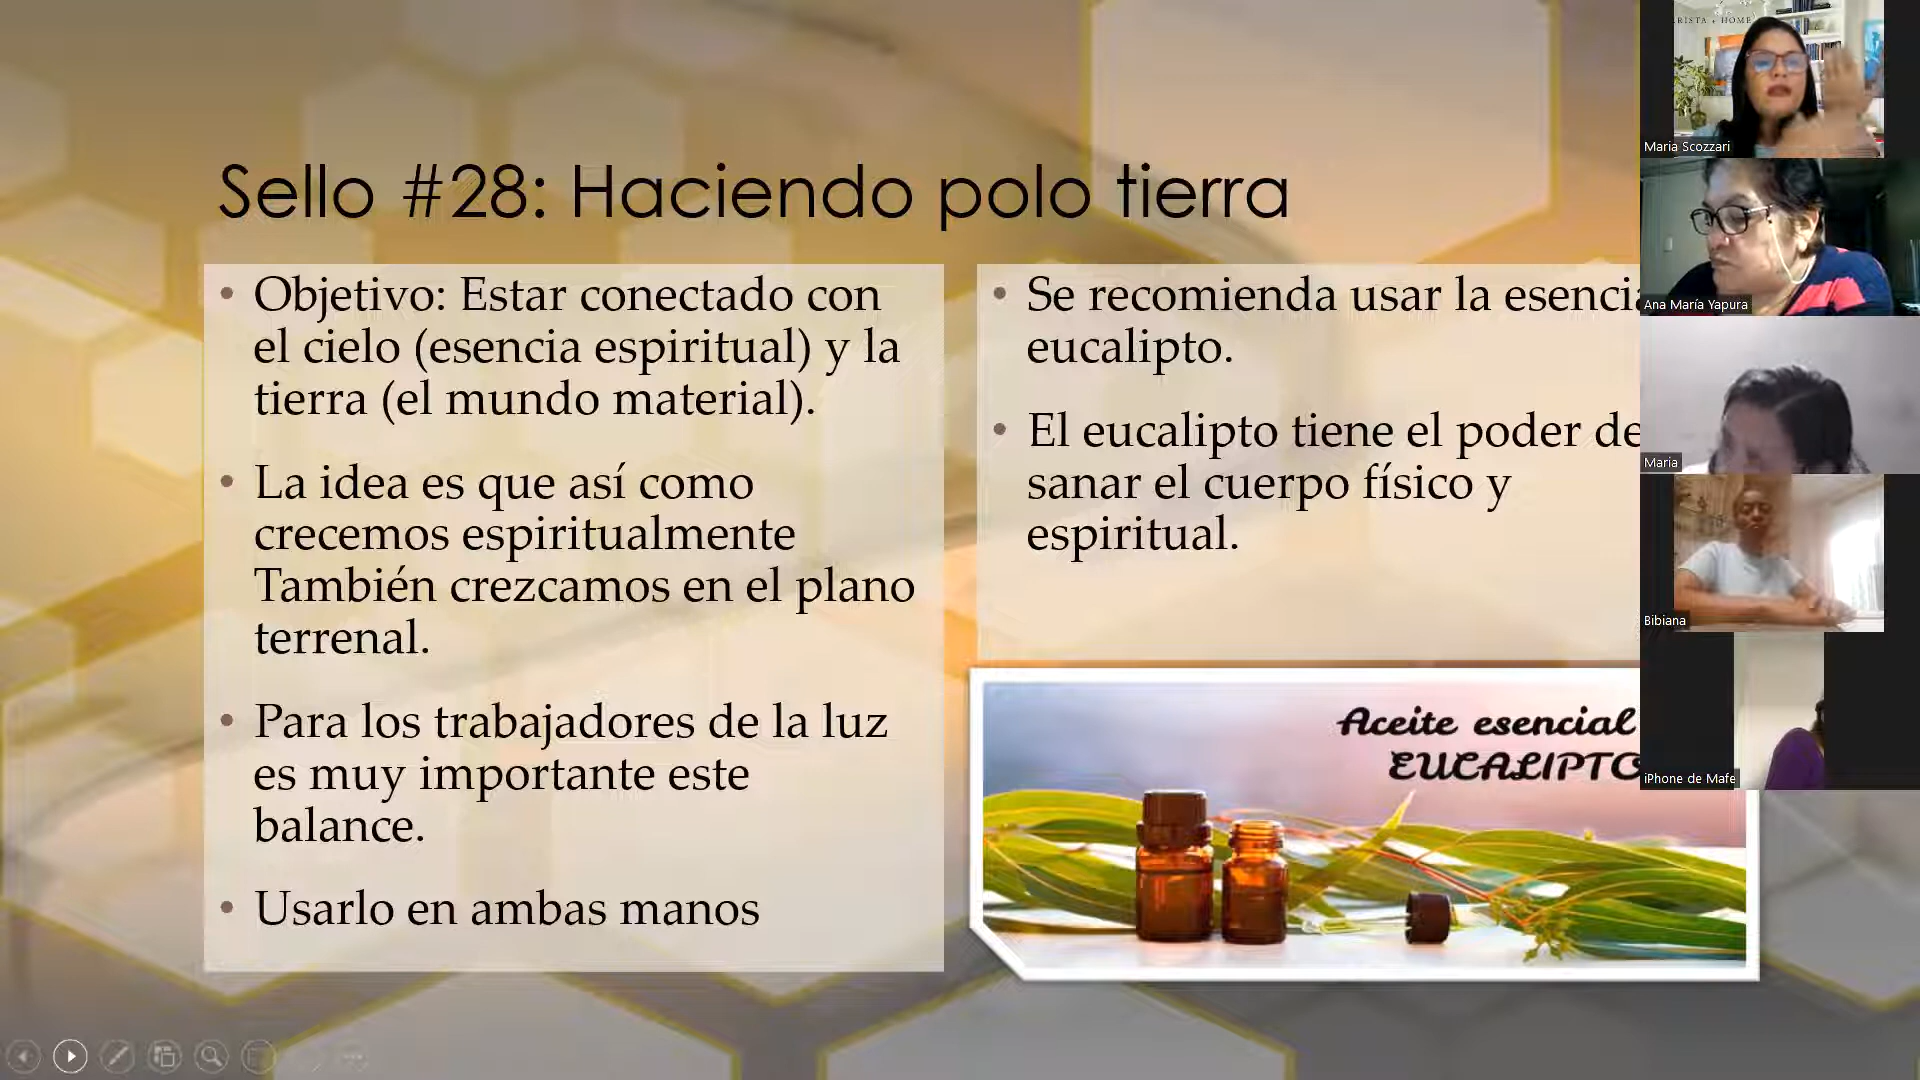 Sello #28: Haciendo polo tierra
• Objetivo: Estar conectado con
el cielo (esencia espiritual) y la
tierra (el mundo material).
• La idea es que así como
crecemos espiritualmente
También crezcamos en el plano
terrenal.
• Para los trabajadores de la luz
es muy importante este
balance.
• Usarlo en ambas manos
• Se recomienda usar la esencia
eucalipto.
• El eucalipto tiene el poder de
sanar el cuerpo físico y
espiritual.
Aceite esencial
EUCALIPTO
HOME
Maria Scozzari
Ana María Yapura
Maria
Bibiana
iPhone de Mafe